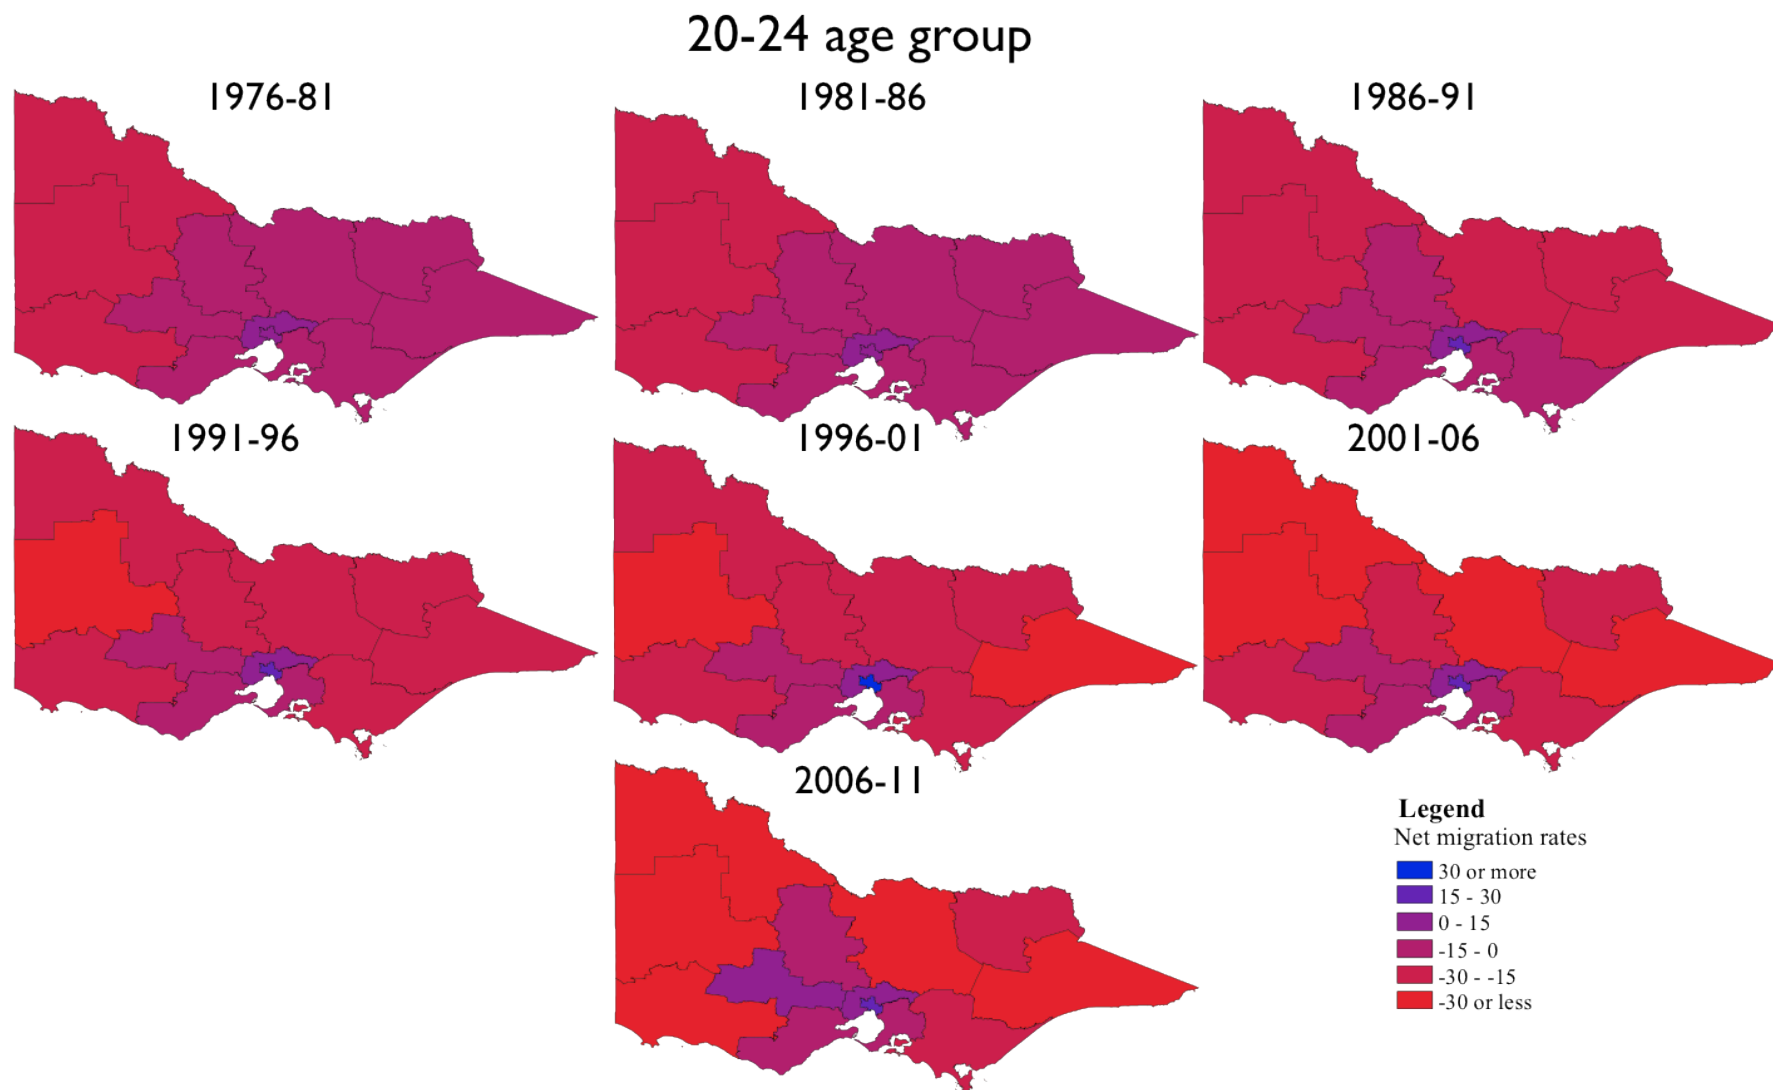 20-24 age group
1976-81
1981-86
1986-91
1991-96
1996-01
2001-06
2006-11
Legend
Net migration rates
30 or more
15 - 30
0 - 15
-15 - 0
-30 - -15
-30 or less